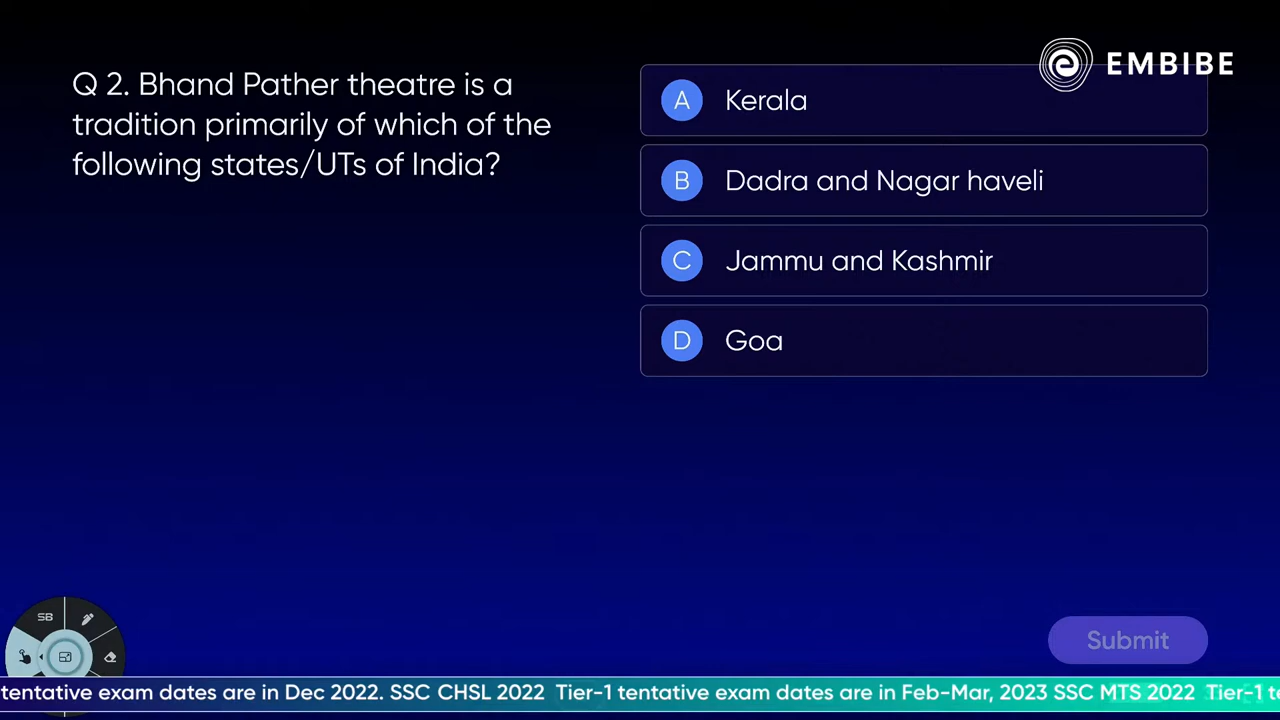 EMBIBE
Q 2. Bhand Pather theatre is a
tradition primarily of which of the
following states/UTs of India?
A Kerala
B Dadra and Nagar haveli
C Jammu and Kashmir
D Goa
SB
Submit
tentative exam dates are in Dec 2022. SSC CHSL 2022 Tier-1 tentative exam dates are in Feb-Mar, 2023 SSC MTS 2022 Tier-1 te